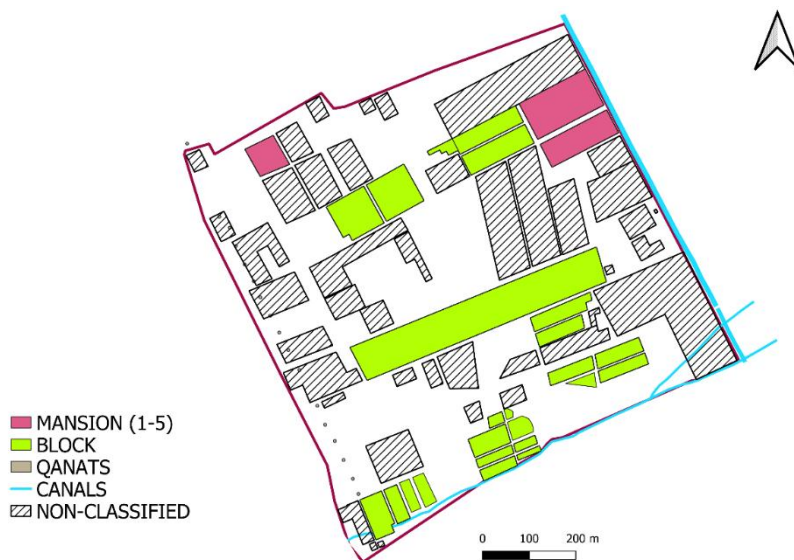 MANSION (1-5)
BLOCK
QANATS
CANALS
NON-CLASSIFIED
0 100 200 m